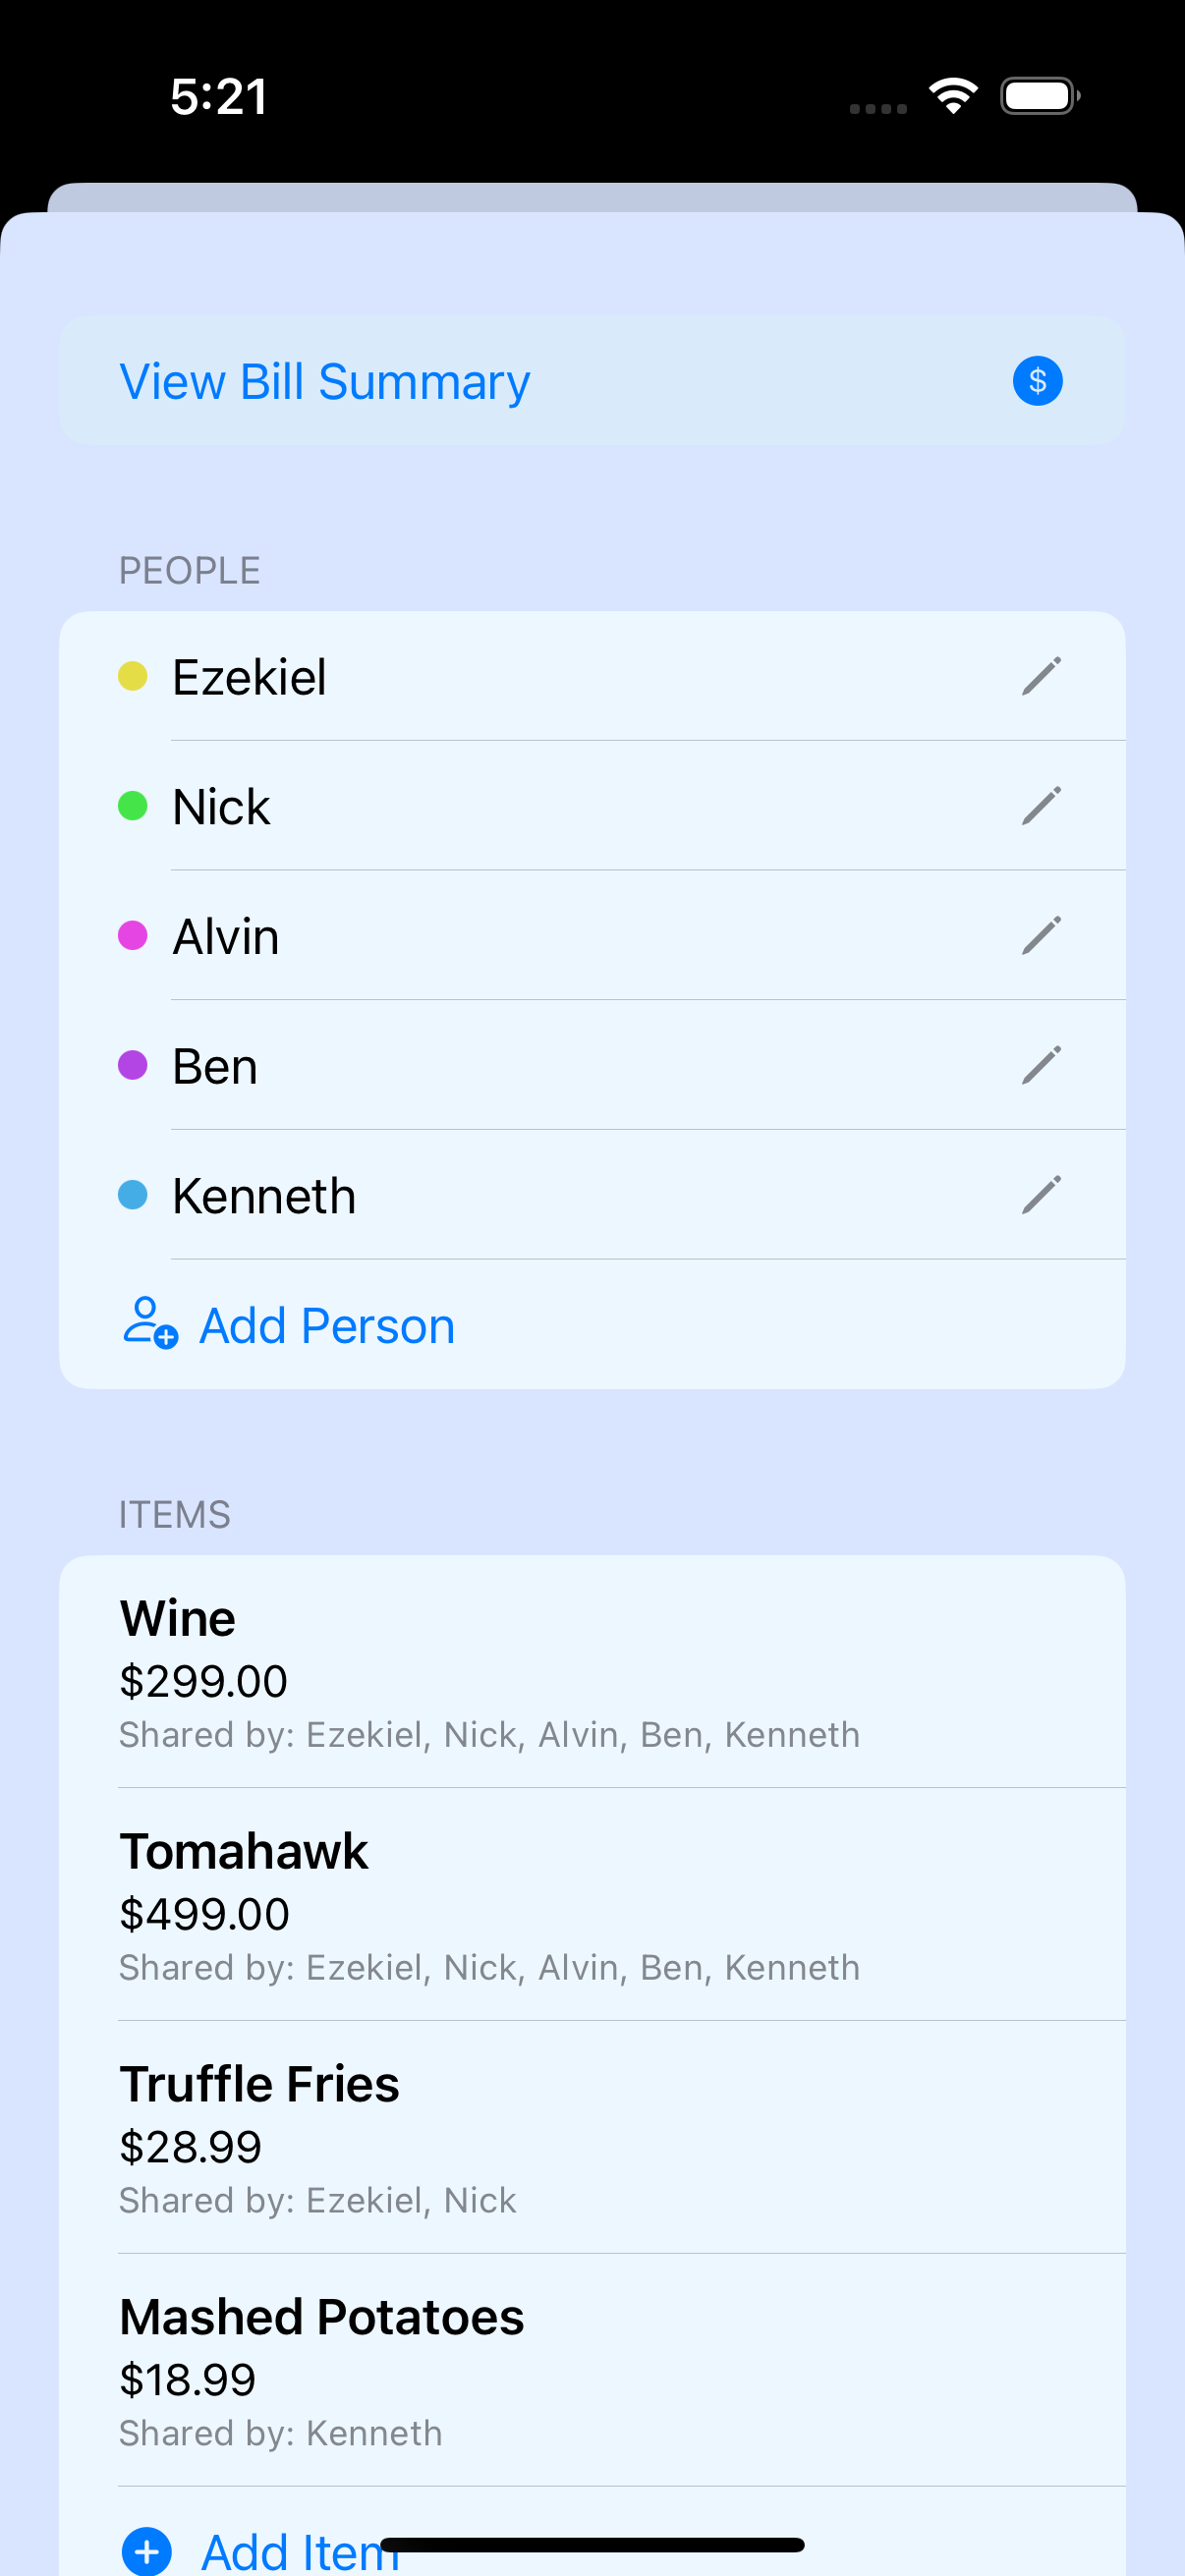 5:21
View Bill Summary
$
PEOPLE
Ezekiel
Nick
Alvin
Ben
Kenneth
Add Person
ITEMS
Wine
$299.00
Shared by: Ezekiel, Nick, Alvin, Ben, Kenneth
Tomahawk
$499.00
Shared by: Ezekiel, Nick, Alvin, Ben, Kenneth
Truffle Fries
$28.99
Shared by: Ezekiel, Nick
Mashed Potatoes
$18.99
Shared by: Kenneth
Add Item